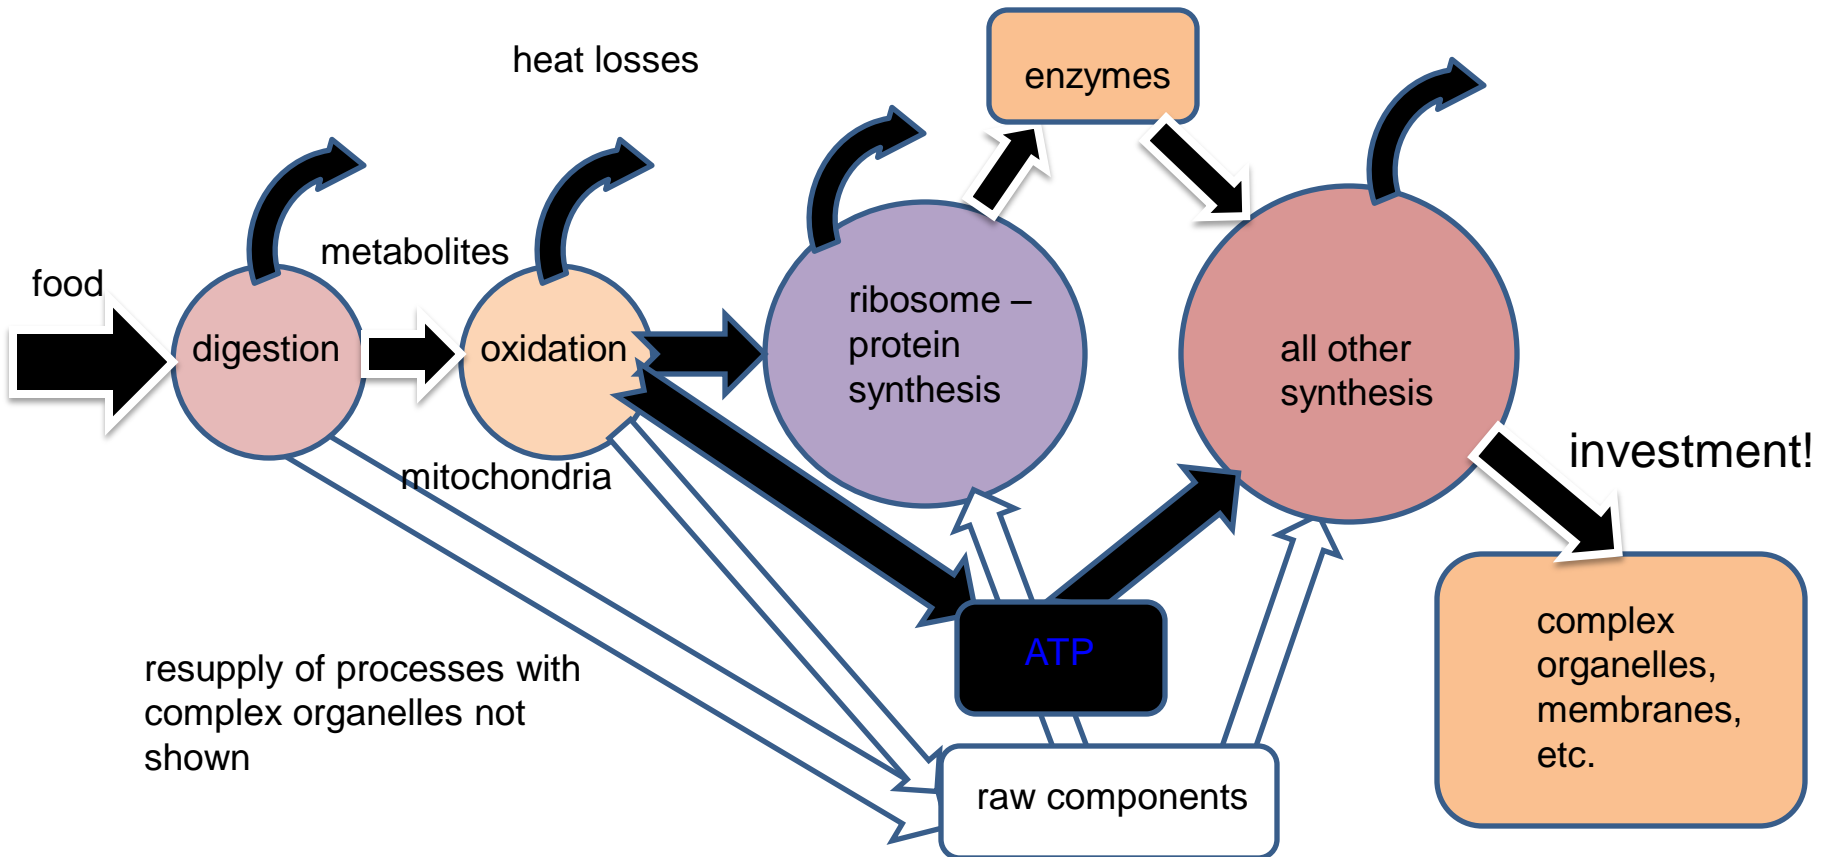 heat losses
enzymes
metabolites
food
digestion
oxidation
ribosome –
protein
synthesis
all other
synthesis
investment!
mitochondria
ATP
complex
organelles,
membranes,
etc.
resupply of processes with
complex organelles not
shown
raw components